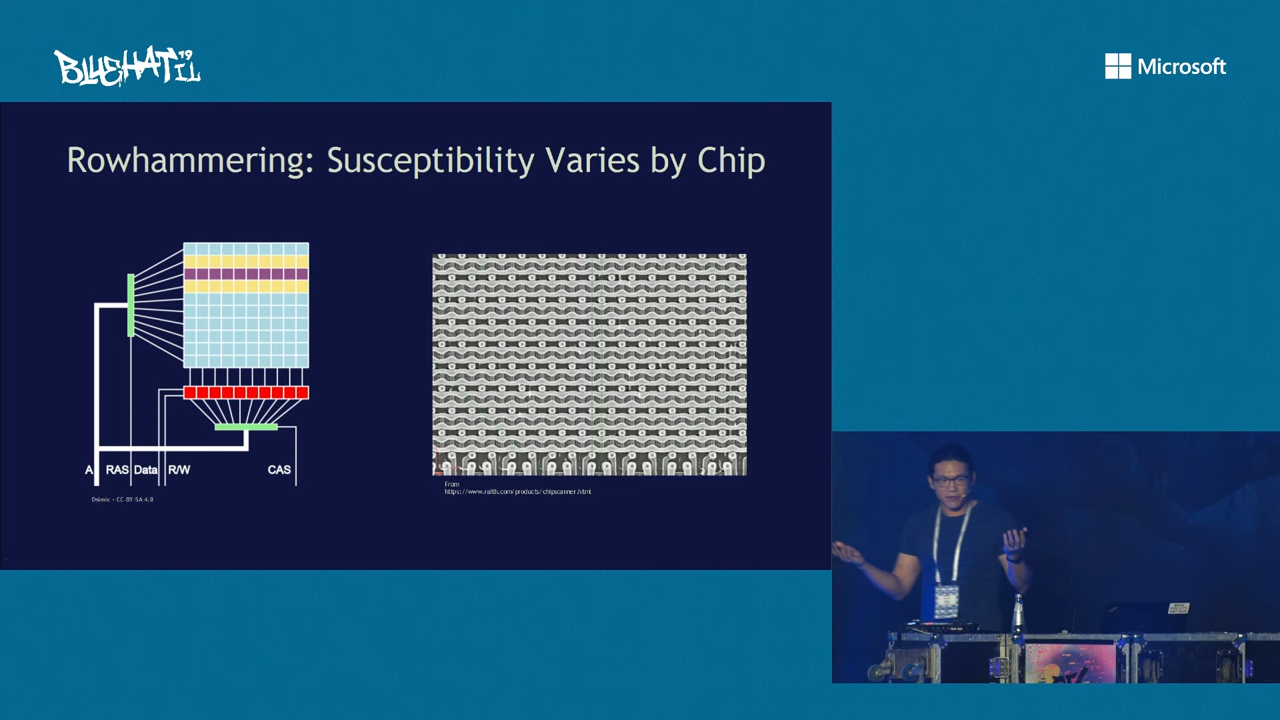 BLUEHAT IL
19
Microsoft
Rowhammering: Susceptibility Varies by Chip
A RAS Data R/W CAS
Dsimic - CC-BY-SA 4.0
From
https://www.raith.com/products/chipscanner.html